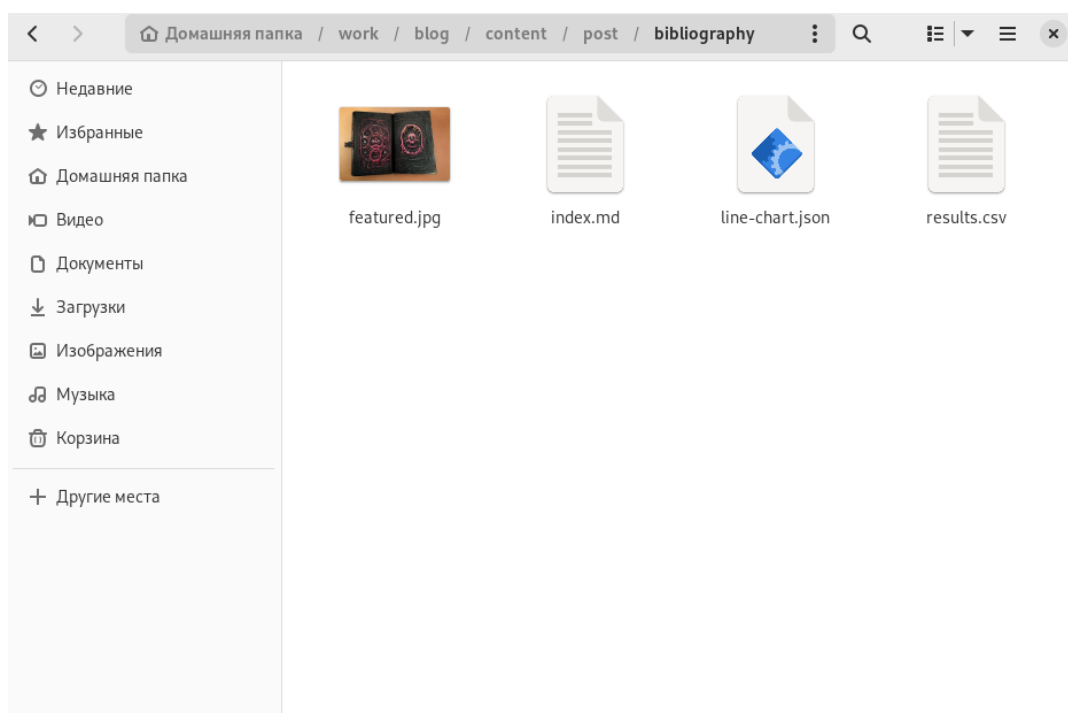 Домашняя папка / work / blog / content / post / bibliography
Недавние
Избранные
Домашняя папка
Видео
Документы
Загрузки
Изображения
Музыка
Корзина
Другие места
featured.jpg
index.md
line-chart.json
results.csv